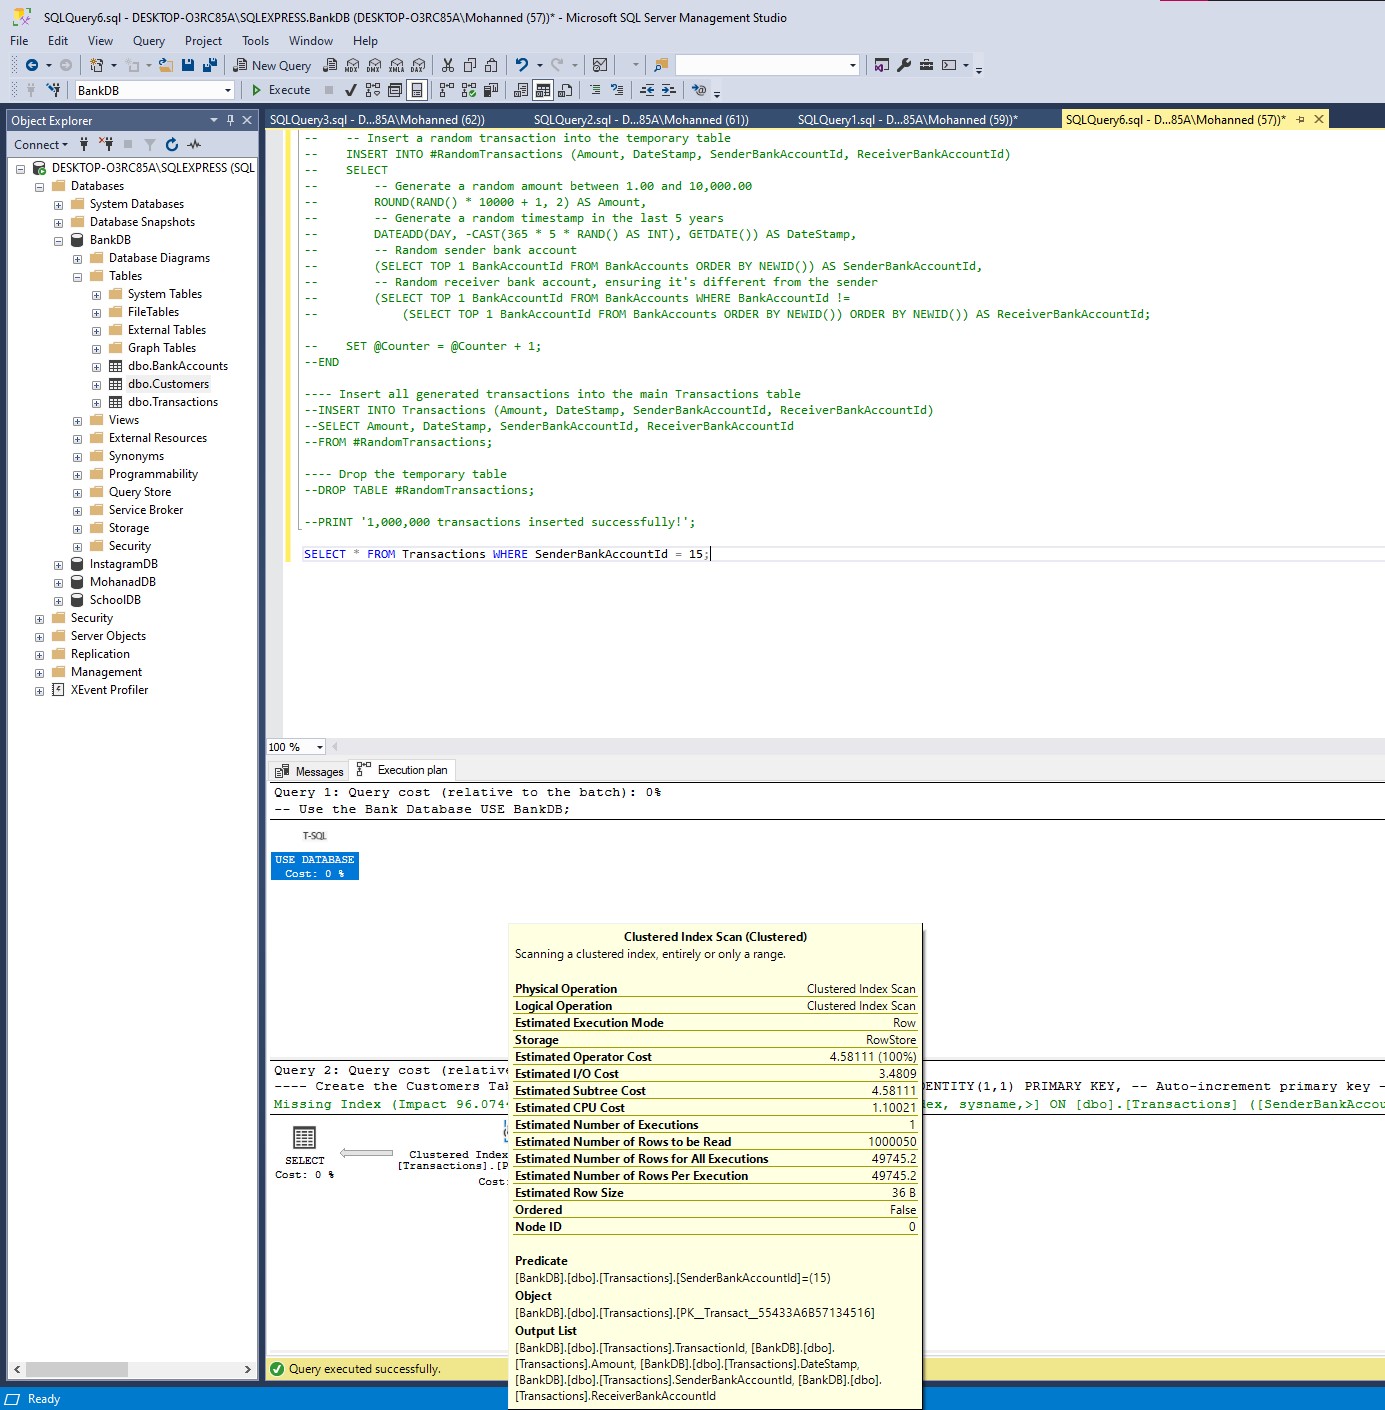 SQLQuery6.sql - DESKTOP-O3RC85A\SQLEXPRESS.BankDB (DESKTOP-O3RC85A\Mohanned (57))* - Microsoft SQL Server Management Studio
File Edit View Query Project Tools Window Help
New Query MDX DMX XMLA DAX
BankDB Execute
Object Explorer
Connect
DESKTOP-O3RC85A\SQLEXPRESS (SQL
Databases
System Databases
Database Snapshots
BankDB
Database Diagrams
Tables
System Tables
FileTables
External Tables
Graph Tables
dbo.BankAccounts
dbo.Customers
dbo.Transactions
Views
External Resources
Synonyms
Programmability
Query Store
Service Broker
Storage
Security
InstagramDB
MohanadDB
SchoolDB
Security
Server Objects
Replication
Management
XEvent Profiler
SQLQuery3.sql - D...85A\Mohanned (62)) SQLQuery2.sql - D...85A\Mohanned (61)) SQLQuery1.sql - D...85A\Mohanned (59))* SQLQuery6.sql - D...85A\Mohanned (57))*
--    -- Insert a random transaction into the temporary table
--    INSERT INTO #RandomTransactions (Amount, DateStamp, SenderBankAccountId, ReceiverBankAccountId)
--    SELECT
--        -- Generate a random amount between 1.00 and 10,000.00
--        ROUND(RAND() * 10000 + 1, 2) AS Amount,
--        -- Generate a random timestamp in the last 5 years
--        DATEADD(DAY, -CAST(365 * 5 * RAND() AS INT), GETDATE()) AS DateStamp,
--        -- Random sender bank account
--        (SELECT TOP 1 BankAccountId FROM BankAccounts ORDER BY NEWID()) AS SenderBankAccountId,
--        -- Random receiver bank account, ensuring it's different from the sender
--        (SELECT TOP 1 BankAccountId FROM BankAccounts WHERE BankAccountId !=
--            (SELECT TOP 1 BankAccountId FROM BankAccounts ORDER BY NEWID()) ORDER BY NEWID()) AS ReceiverBankAccountId;
--    SET @Counter = @Counter + 1;
--END
---- Insert all generated transactions into the main Transactions table
--INSERT INTO Transactions (Amount, DateStamp, SenderBankAccountId, ReceiverBankAccountId)
--SELECT Amount, DateStamp, SenderBankAccountId, ReceiverBankAccountId
--FROM #RandomTransactions;
---- Drop the temporary table
--DROP TABLE #RandomTransactions;
--PRINT '1,000,000 transactions inserted successfully!';
SELECT * FROM Transactions WHERE SenderBankAccountId = 15;
100 %
Messages Execution plan
Query 1: Query cost (relative to the batch): 0%
-- Use the Bank Database USE BankDB;
T-SQL
USE DATABASE
Cost: 0 %
Query 2: Query cost (relative
---- Create the Customers Tab ENTITY(1,1) PRIMARY KEY, -- Auto-increment primary key -
Missing Index (Impact 96.074 ex, sysname,>] ON [dbo].[Transactions] ([SenderBankAccou
SELECT
Cost: 0 %
Clustered Index
[Transactions].[P
Cost:
Clustered Index Scan (Clustered)
Scanning a clustered index, entirely or only a range.
Physical Operation Clustered Index Scan
Logical Operation Clustered Index Scan
Estimated Execution Mode Row
Storage RowStore
Estimated Operator Cost 4.58111 (100%)
Estimated I/O Cost 3.4809
Estimated Subtree Cost 4.58111
Estimated CPU Cost 1.10021
Estimated Number of Executions 1
Estimated Number of Rows to be Read 1000050
Estimated Number of Rows for All Executions 49745.2
Estimated Number of Rows Per Execution 49745.2
Estimated Row Size 36 B
Ordered False
Node ID 0
Predicate
[BankDB].[dbo].[Transactions].[SenderBankAccountId]=(15)
Object
[BankDB].[dbo].[Transactions].[PK__Transact__55433A6B57134516]
Output List
[BankDB].[dbo].[Transactions].TransactionId, [BankDB].[dbo].
[Transactions].Amount, [BankDB].[dbo].[Transactions].DateStamp,
[BankDB].[dbo].[Transactions].SenderBankAccountId, [BankDB].[dbo].
[Transactions].ReceiverBankAccountId
Query executed successfully.
Ready